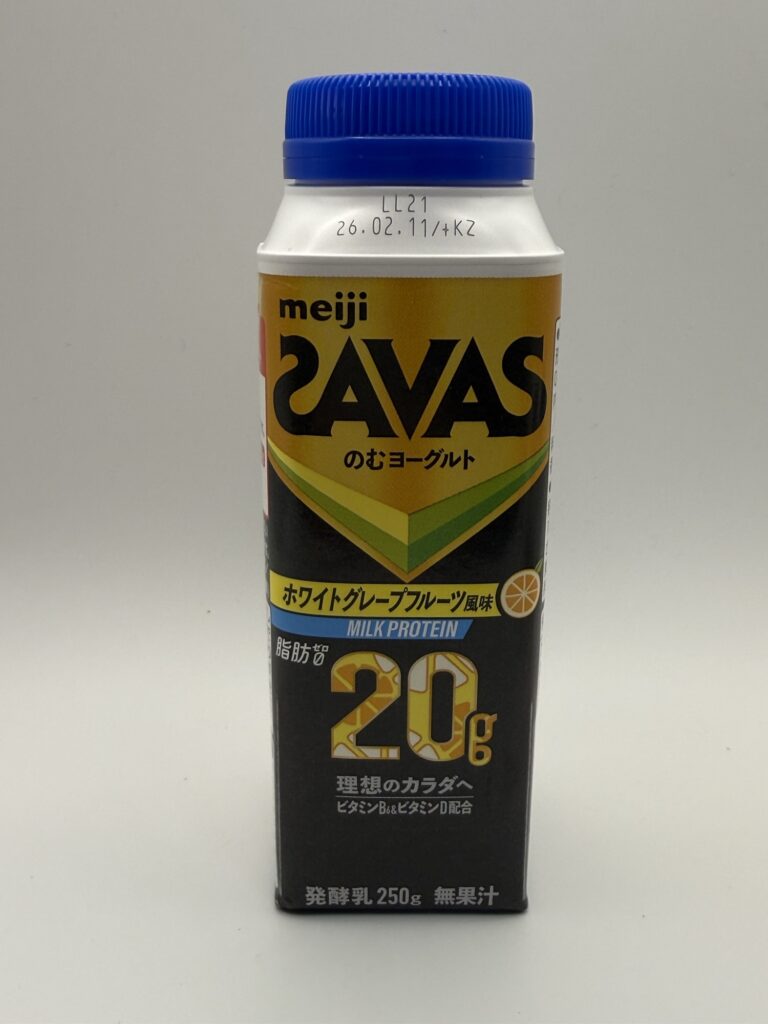 LL21
26.02.11/+KZ
meiji
SAVAS
のむヨーグルト
ホワイトグレープフルーツ風味
MILK PROTEIN
脂肪ゼロ0
20g
理想のカラダへ
ビタミンB6&ビタミンD配合
発酵乳 250g 無果汁